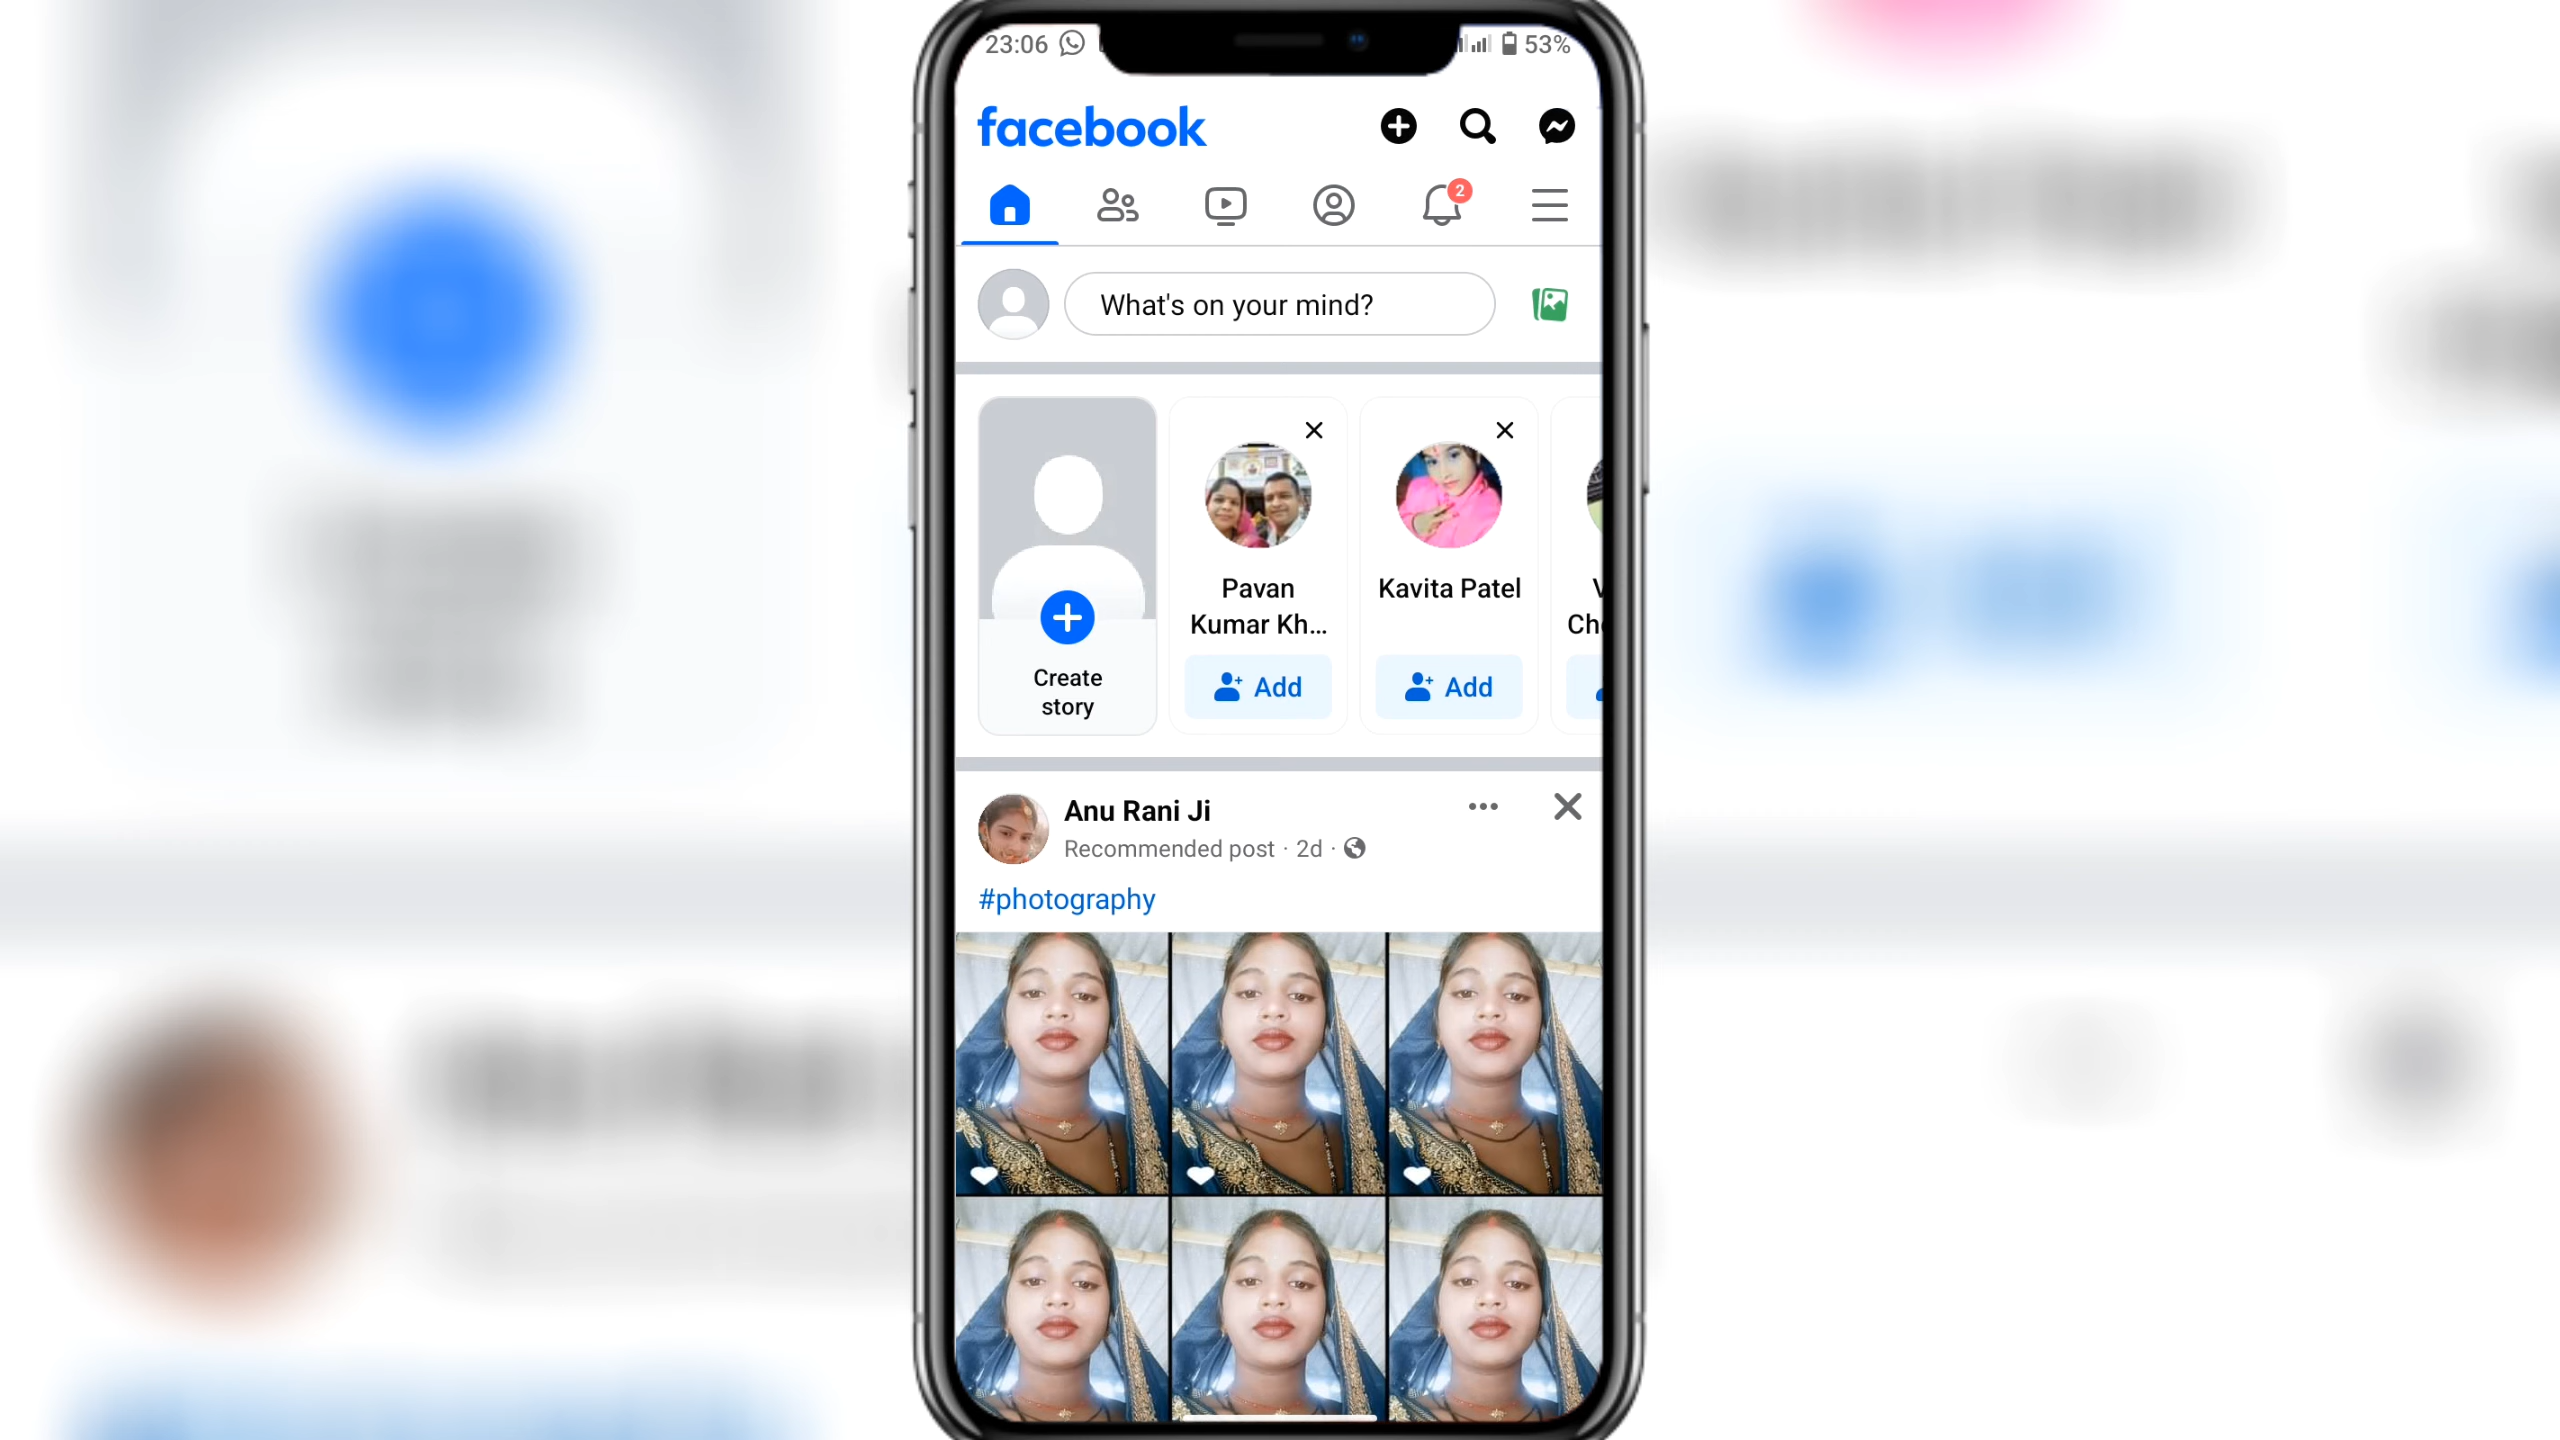 23:06
53%
facebook
2
What's on your mind?
Create
story
Pavan
Kumar Kh...
Add
Kavita Patel
Add
Anu Rani Ji
Recommended post · 2d ·
#photography